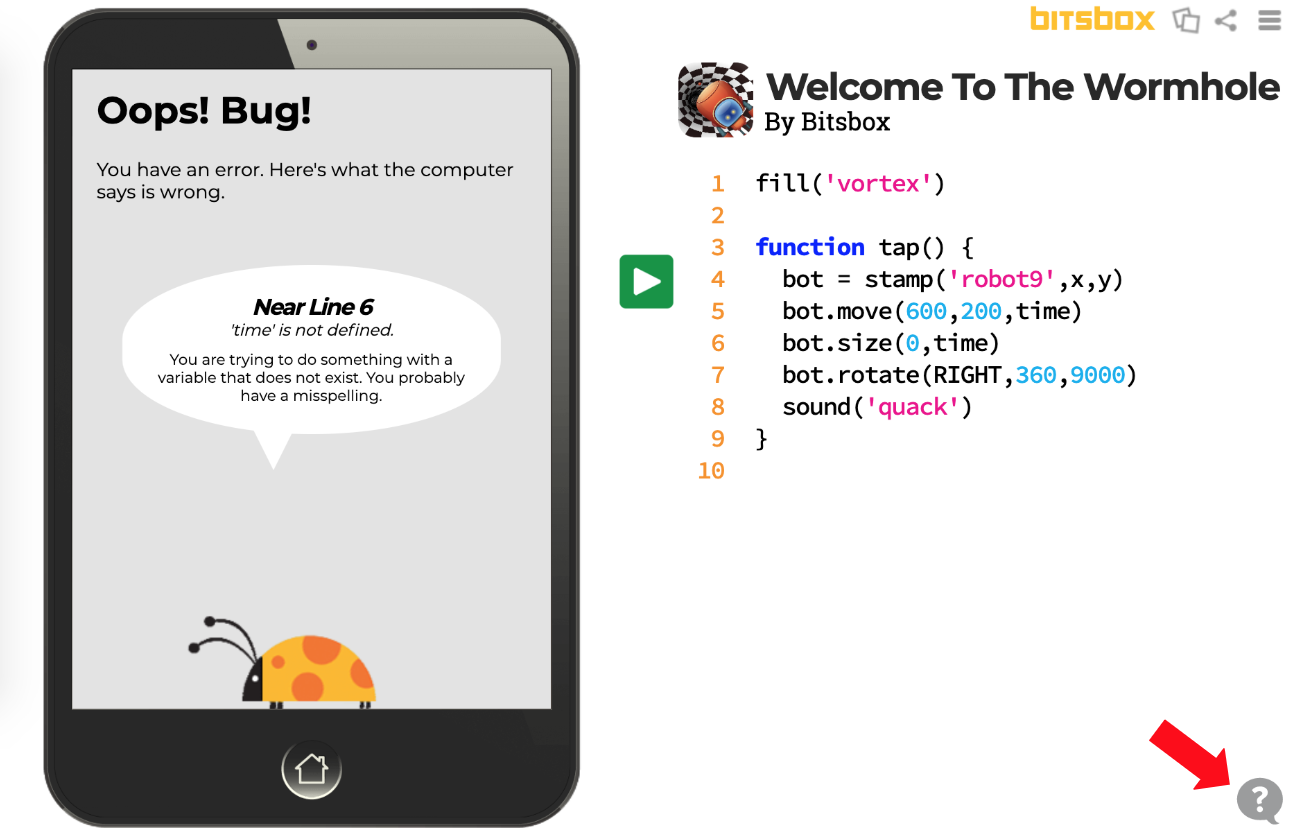 Oops! Bug!
You have an error. Here's what the computer
says is wrong.
Near Line 6
'time' is not defined.
You are trying to do something with a
variable that does not exist. You probably
have a misspelling.
bitsbox
Welcome To The Wormhole
By Bitsbox
1 fill('vortex')
2
3 function tap() {
4 bot = stamp('robot9',x,y)
5 bot.move(600,200,time)
6 bot.size(0,time)
7 bot.rotate(RIGHT,360,9000)
8 sound('quack')
9 }
10
?